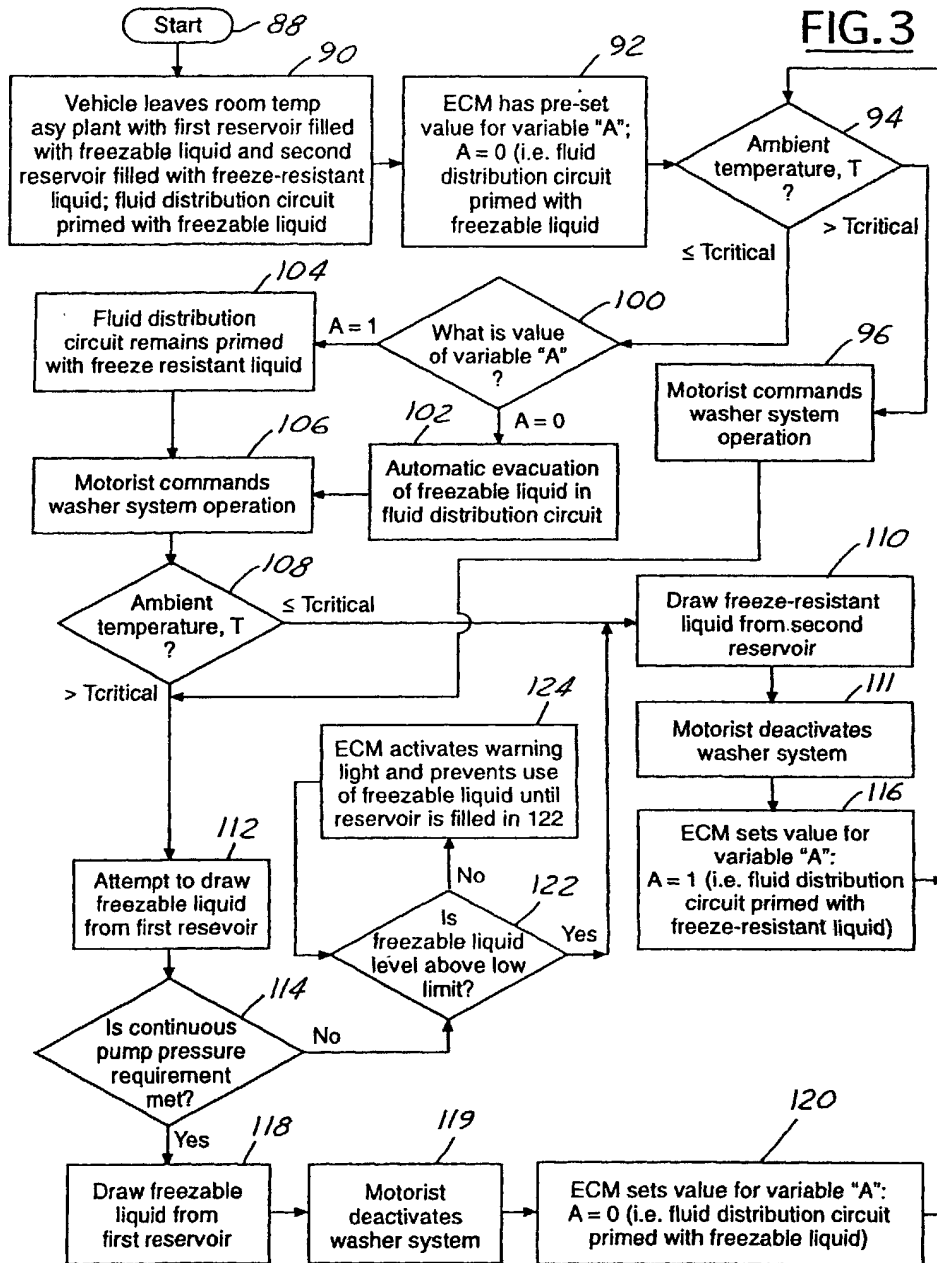 FIG. 3
Start
88
90
Vehicle leaves room temp
asy plant with first reservoir filled
with freezable liquid and second
reservoir filled with freeze-resistant
liquid; fluid distribution circuit
primed with freezable liquid
92
ECM has pre-set
value for variable "A";
A = 0 (i.e. fluid
distribution circuit
primed with
freezable liquid
94
Ambient
temperature, T
?
> Tcritical
≤ Tcritical
96
Motorist commands
washer system
operation
100
What is value
of variable "A"
?
A = 1
A = 0
104
Fluid distribution
circuit remains primed
with freeze resistant liquid
102
Automatic evacuation
of freezable liquid in
fluid distribution circuit
106
Motorist commands
washer system operation
108
Ambient
temperature, T
?
≤ Tcritical
> Tcritical
110
Draw freeze-resistant
liquid from second
reservoir
111
Motorist deactivates
washer system
116
ECM sets value for
variable "A":
A = 1 (i.e. fluid distribution
circuit primed with
freeze-resistant liquid)
124
ECM activates warning
light and prevents use
of freezable liquid until
reservoir is filled in 122
No
122
Is
freezable liquid
level above low
limit?
Yes
112
Attempt to draw
freezable liquid
from first resevoir
114
Is continuous
pump pressure
requirement
met?
No
Yes
118
Draw freezable
liquid from
first reservoir
119
Motorist
deactivates
washer system
120
ECM sets value for variable "A":
A = 0 (i.e. fluid distribution circuit
primed with freezable liquid)